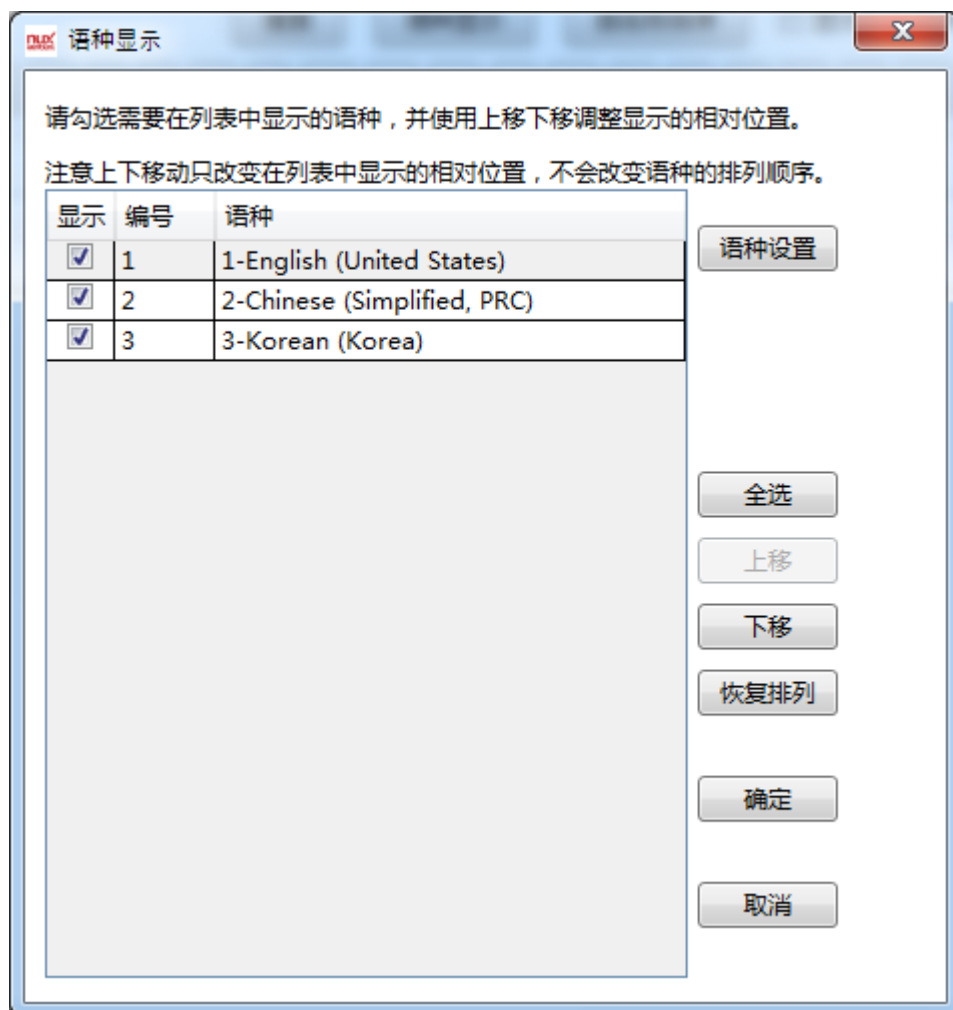 nux 语种显示
请勾选需要在列表中显示的语种，并使用上移下移调整显示的相对位置。
注意上下移动只改变在列表中显示的相对位置，不会改变语种的排列顺序。
显示 编号 语种
1 1-English (United States)
2 2-Chinese (Simplified, PRC)
3 3-Korean (Korea)
语种设置
全选
上移
下移
恢复排列
确定
取消